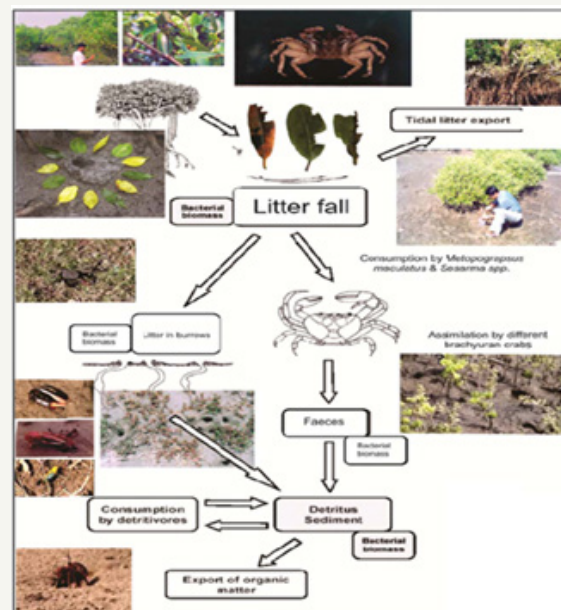 Tidal litter export
Bacterial
biomass
Litter fall
Consumption by Metopograpsus
maculatus & Sesarma spp.
Bacterial
biomass
Litter in burrows
Assimilation by different
brachyuran crabs
Faeces
Bacterial
biomass
Consumption
by detritivores
Detritus
Sediment
Bacterial
biomass
Export of organic
matter